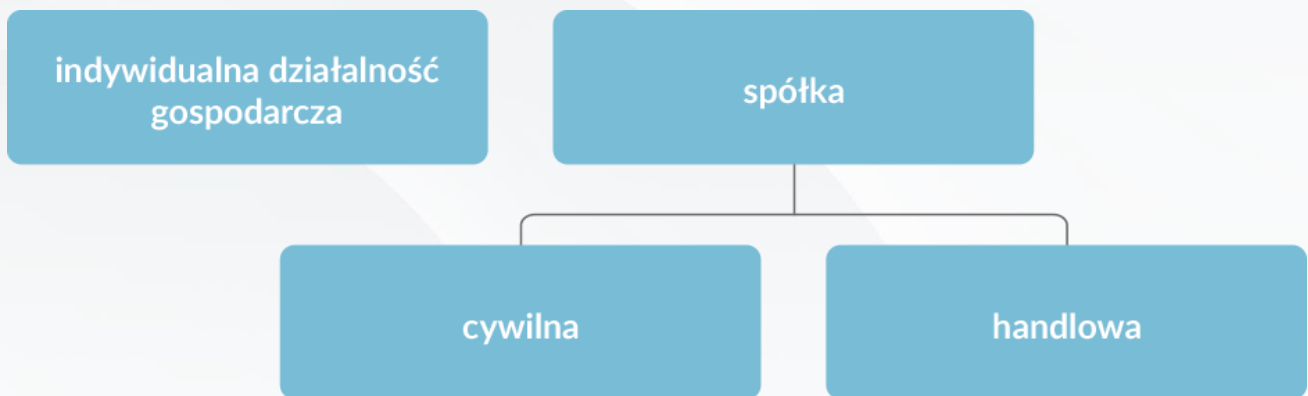 indywidualna działalność
gospodarcza
spółka
cywilna
handlowa